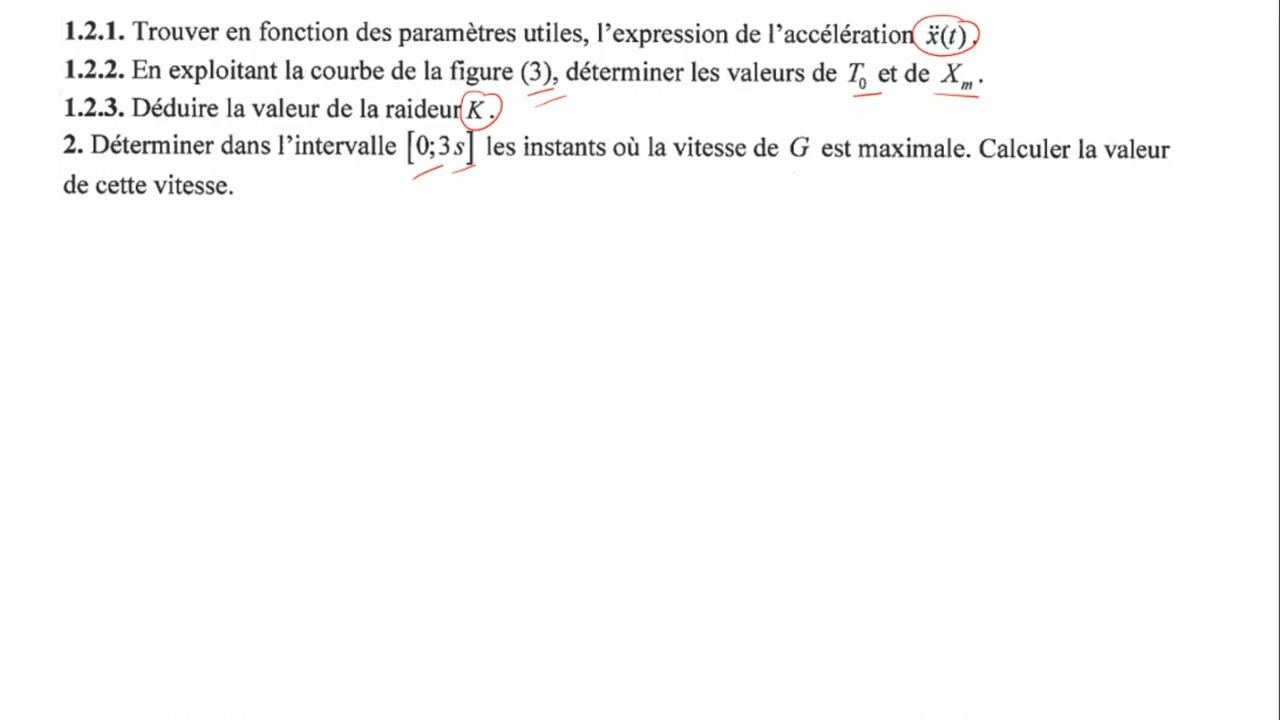 1.2.1. Trouver en fonction des paramètres utiles, l'expression de l'accélération ẍ(t).
1.2.2. En exploitant la courbe de la figure (3), déterminer les valeurs de T₀ et de Xₘ.
1.2.3. Déduire la valeur de la raideur K.
2. Déterminer dans l'intervalle [0;3s] les instants où la vitesse de G est maximale. Calculer la valeur
de cette vitesse.